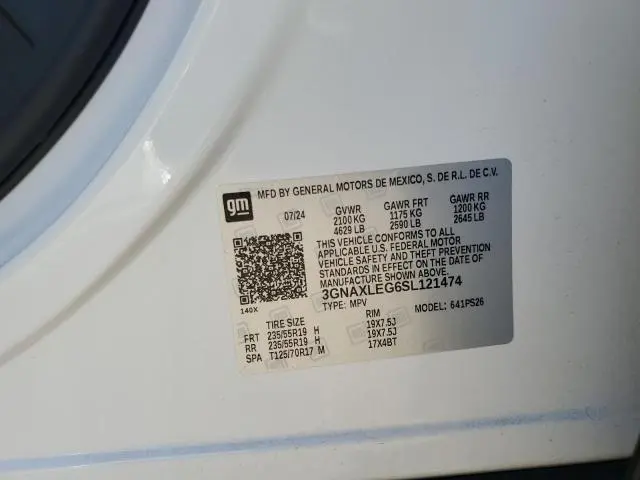 gm MFD BY GENERAL MOTORS DE MEXICO, S. DE R.L. DE C.V.
07/24 GVWR GAWR FRT GAWR RR
2100 KG 1175 KG 1200 KG
4629 LB 2590 LB 2645 LB
THIS VEHICLE CONFORMS TO ALL
APPLICABLE U.S. FEDERAL MOTOR
VEHICLE SAFETY AND THEFT PREVENTION
STANDARDS IN EFFECT ON THE DATE OF
MANUFACTURE SHOWN ABOVE.
3GNAXLEG6SL121474
140X TYPE: MPV MODEL: 641PS26
TIRE SIZE RIM
FRT 235/55R19 H 19X7.5J
RR 235/55R19 H 19X7.5J
SPA T125/70R17 M 17X4BT